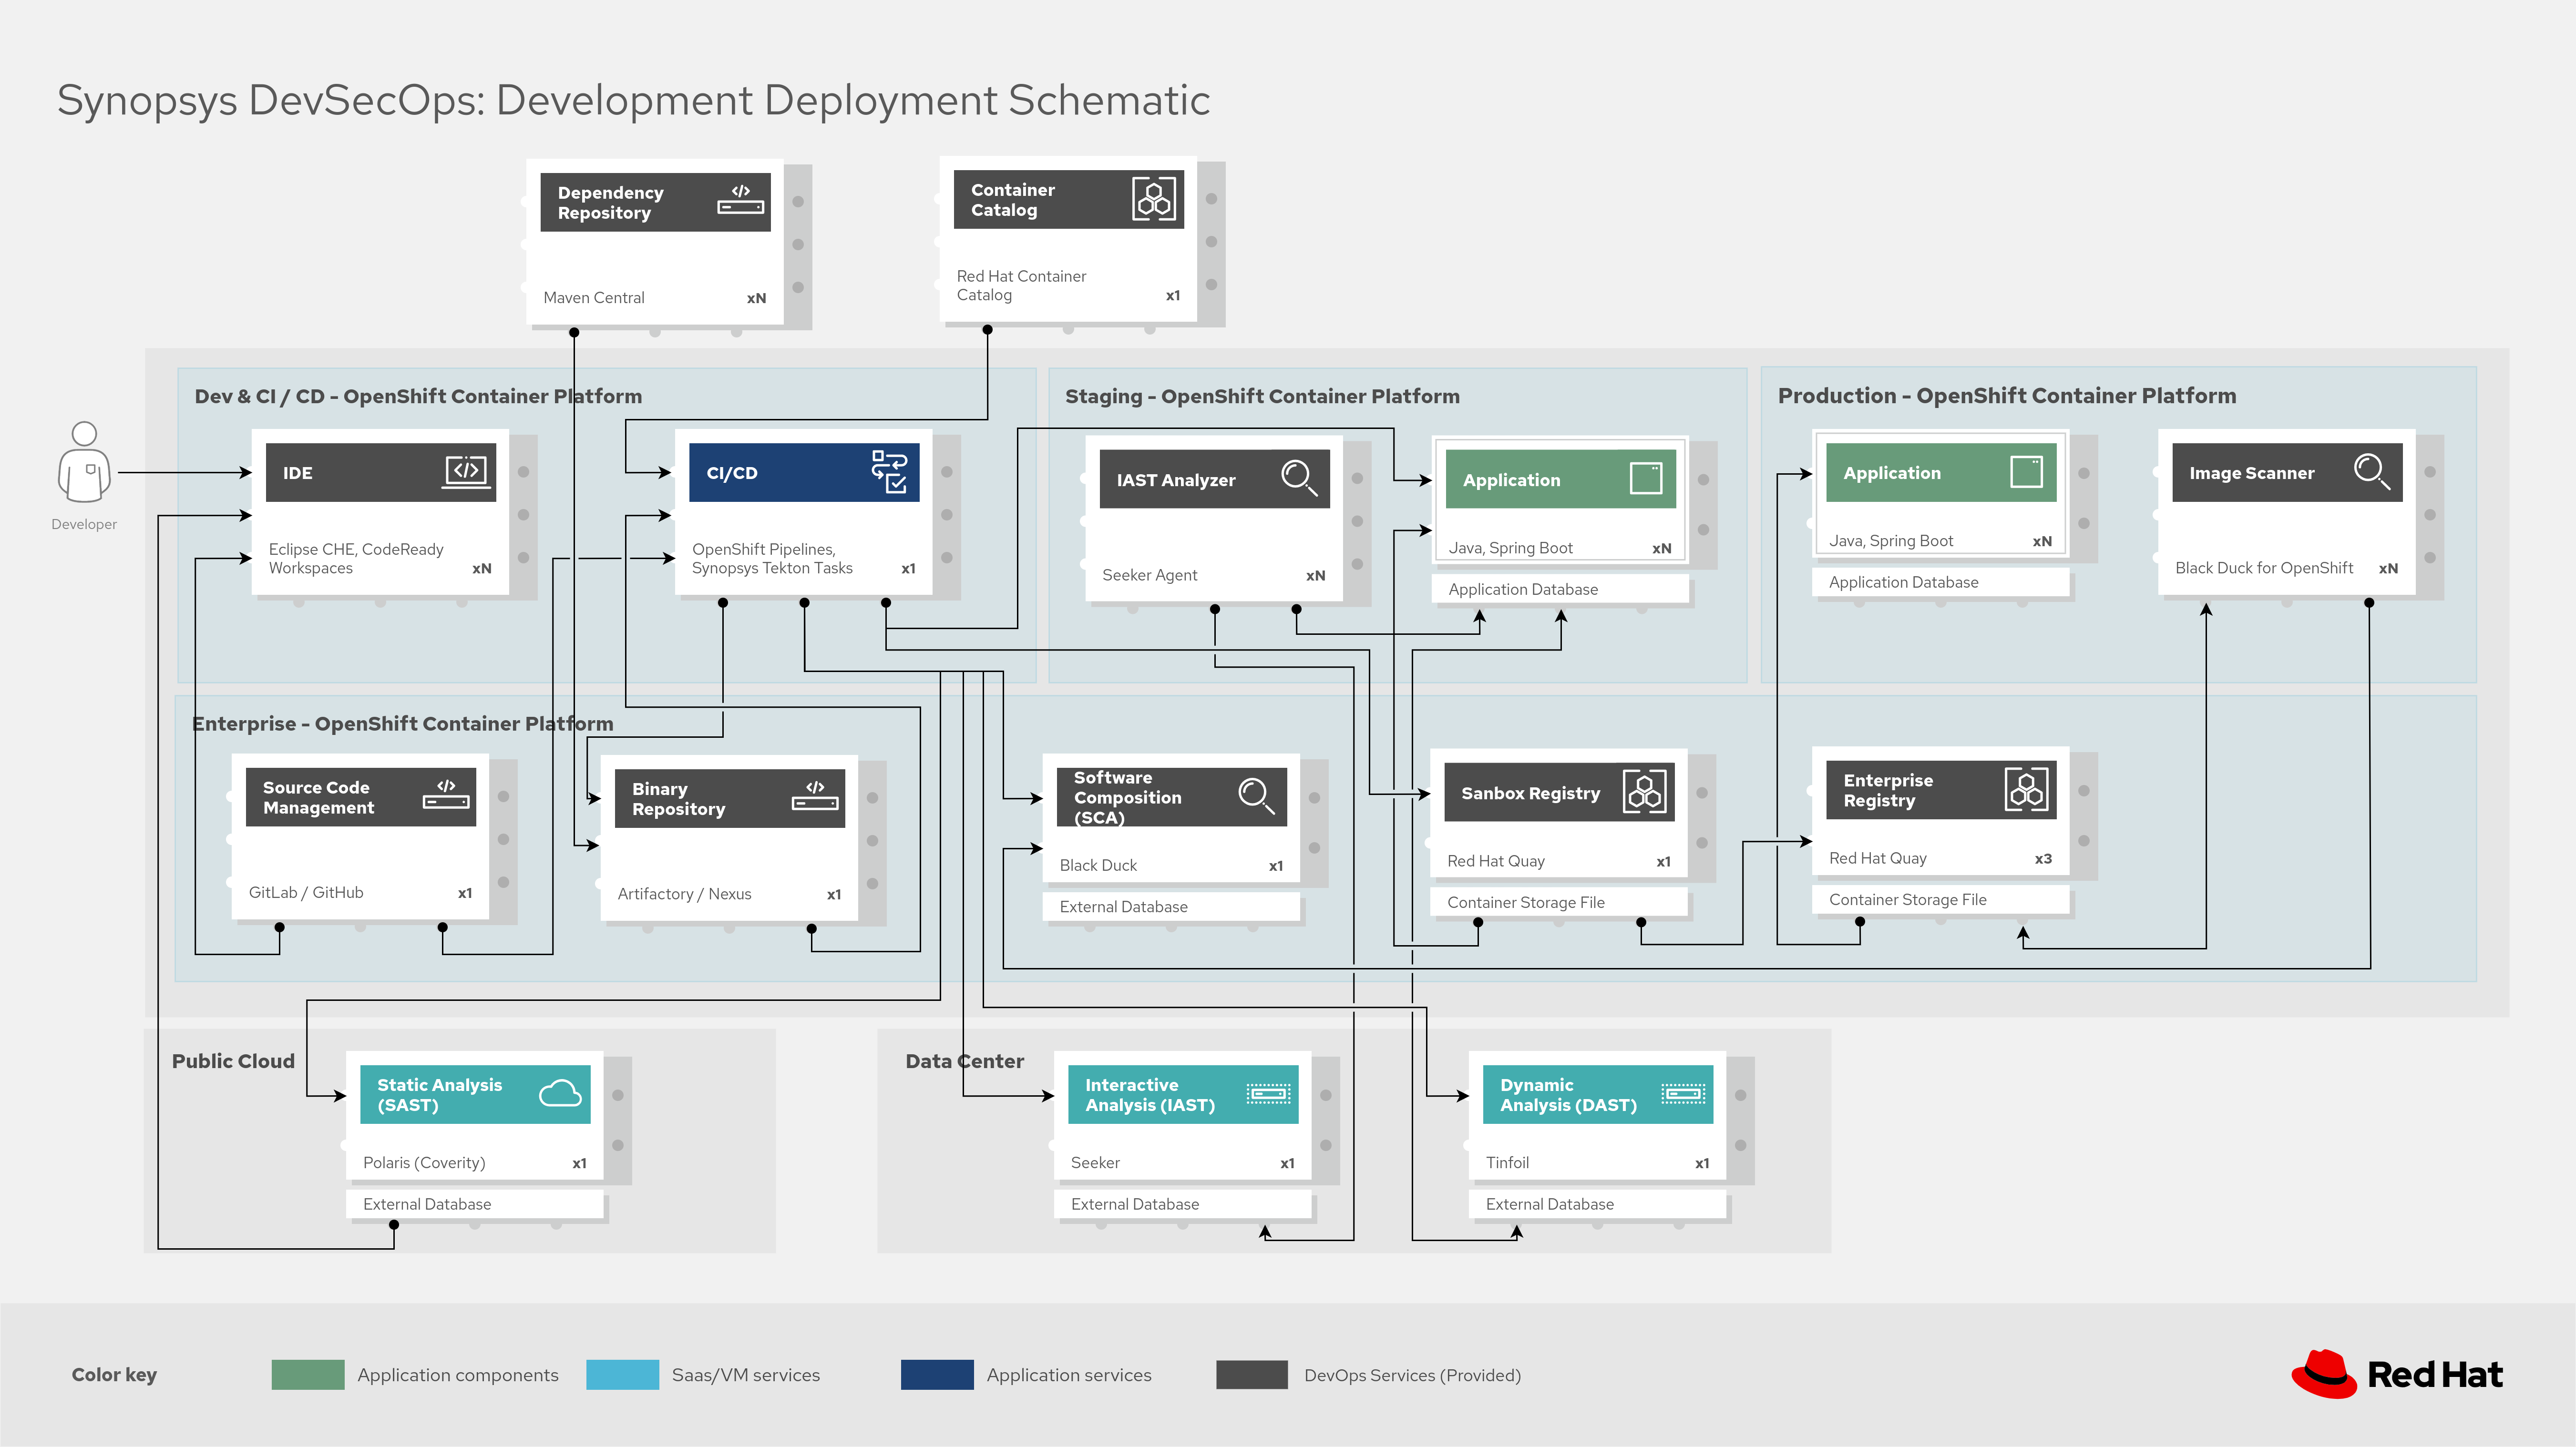 Synopsys DevSecOps: Development Deployment Schematic
Dependency
Repository
Maven Central
xN
Container
Catalog
Red Hat Container
Catalog
x1
Developer
Dev & CI / CD - OpenShift Container Platform
IDE
Eclipse CHE, CodeReady
Workspaces
xN
CI/CD
OpenShift Pipelines,
Synopsys Tekton Tasks
x1
Staging - OpenShift Container Platform
IAST Analyzer
Seeker Agent
xN
Application
Java, Spring Boot
xN
Application Database
Production - OpenShift Container Platform
Application
Java, Spring Boot
xN
Application Database
Image Scanner
Black Duck for OpenShift
xN
Enterprise - OpenShift Container Platform
Source Code
Management
GitLab / GitHub
x1
Binary
Repository
Artifactory / Nexus
x1
Software
Composition
(SCA)
Black Duck
x1
External Database
Sanbox Registry
Red Hat Quay
x1
Container Storage File
Enterprise
Registry
Red Hat Quay
x3
Container Storage File
Public Cloud
Static Analysis
(SAST)
Polaris (Coverity)
x1
External Database
Data Center
Interactive
Analysis (IAST)
Seeker
x1
External Database
Dynamic
Analysis (DAST)
Tinfoil
x1
External Database
Color key
Application components
Saas/VM services
Application services
DevOps Services (Provided)
Red Hat